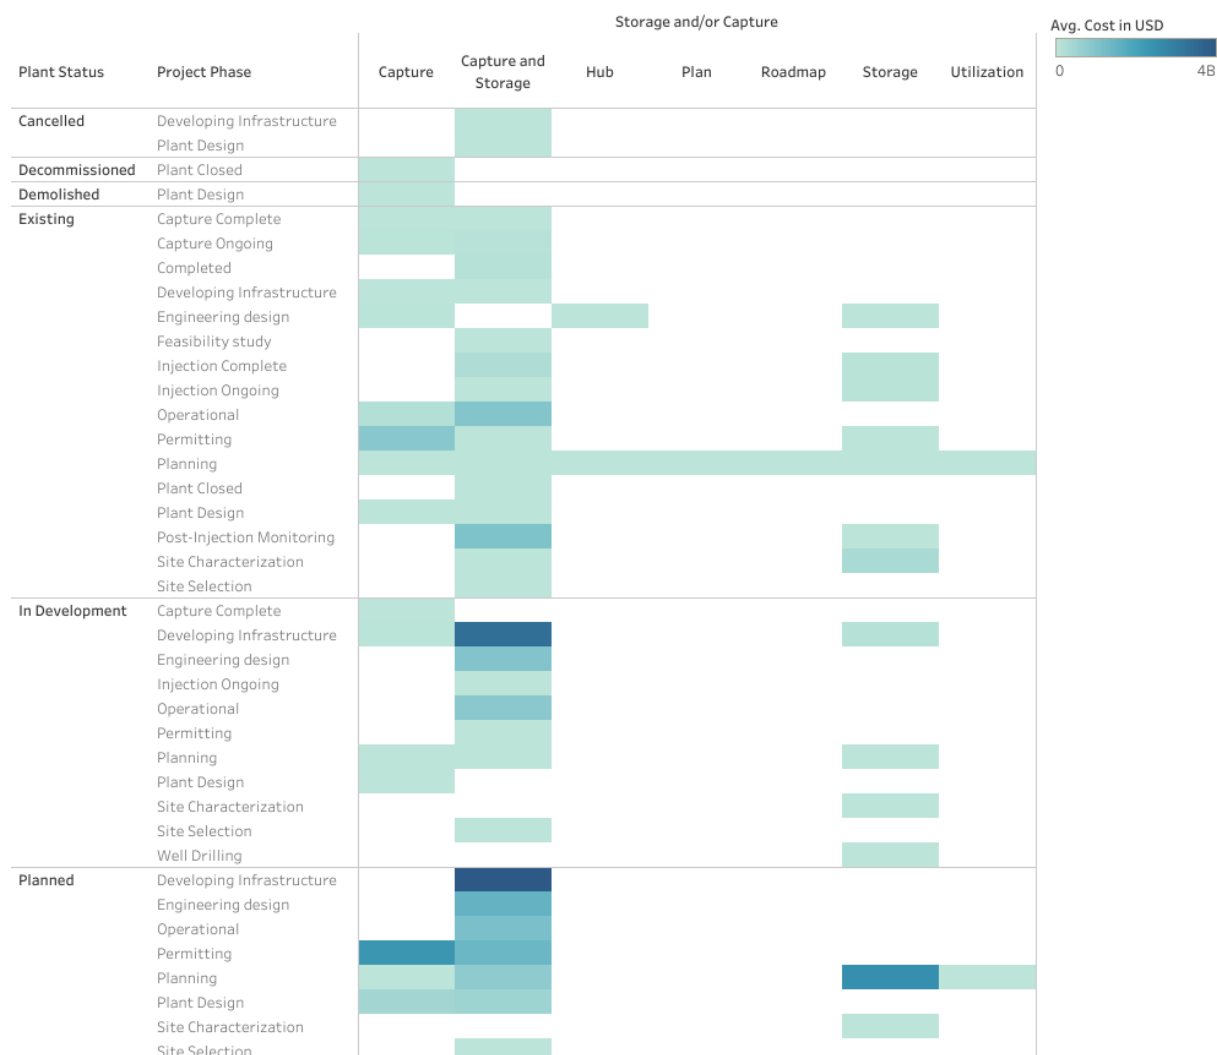 Storage and/or Capture
Avg. Cost in USD
0 4B
Plant Status Project Phase Capture Capture and Storage Hub Plan Roadmap Storage Utilization
Cancelled Developing Infrastructure
Plant Design
Decommissioned Plant Closed
Demolished Plant Design
Existing Capture Complete
Capture Ongoing
Completed
Developing Infrastructure
Engineering design
Feasibility study
Injection Complete
Injection Ongoing
Operational
Permitting
Planning
Plant Closed
Plant Design
Post-Injection Monitoring
Site Characterization
Site Selection
In Development Capture Complete
Developing Infrastructure
Engineering design
Injection Ongoing
Operational
Permitting
Planning
Plant Design
Site Characterization
Site Selection
Well Drilling
Planned Developing Infrastructure
Engineering design
Operational
Permitting
Planning
Plant Design
Site Characterization
Site Selection